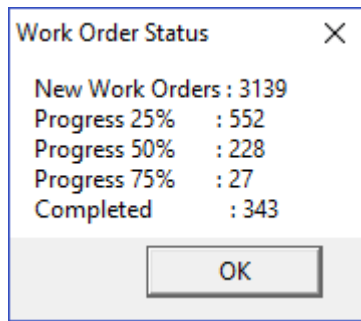 Work Order Status
New Work Orders : 3139
Progress 25% : 552
Progress 50% : 228
Progress 75% : 27
Completed : 343
OK